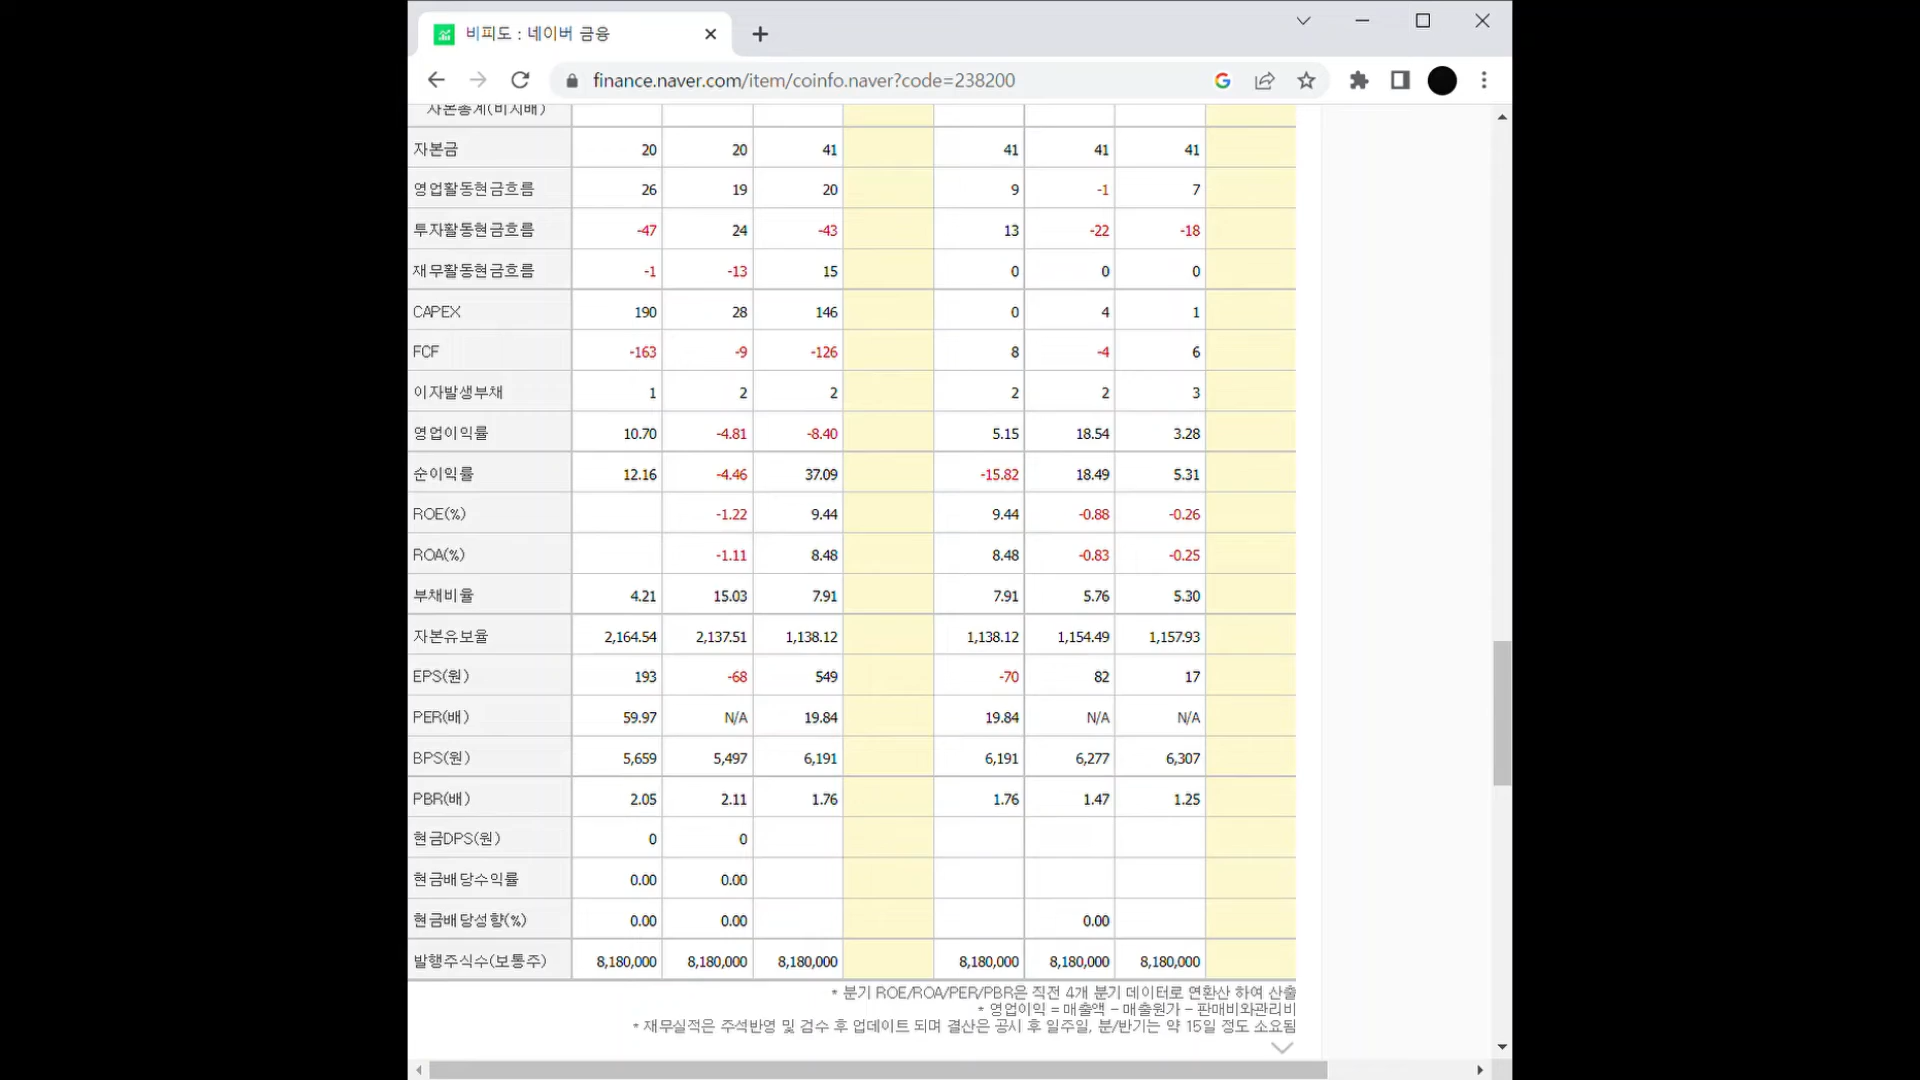 비피도 : 네이버 금융
finance.naver.com/item/coinfo.naver?code=238200
자본총계(비지배)
자본금 20 20 41 41 41 41
영업활동현금흐름 26 19 20 9 -1 7
투자활동현금흐름 -47 24 -43 13 -22 -18
재무활동현금흐름 -1 -13 15 0 0 0
CAPEX 190 28 146 0 4 1
FCF -163 -9 -126 8 -4 6
이자발생부채 1 2 2 2 2 3
영업이익률 10.70 -4.81 -8.40 5.15 18.54 3.28
순이익률 12.16 -4.46 37.09 -15.82 18.49 5.31
ROE(%) -1.22 9.44 9.44 -0.88 -0.26
ROA(%) -1.11 8.48 8.48 -0.83 -0.25
부채비율 4.21 15.03 7.91 7.91 5.76 5.30
자본유보율 2,164.54 2,137.51 1,138.12 1,138.12 1,154.49 1,157.93
EPS(원) 193 -68 549 -70 82 17
PER(배) 59.97 N/A 19.84 19.84 N/A N/A
BPS(원) 5,659 5,497 6,191 6,191 6,277 6,307
PBR(배) 2.05 2.11 1.76 1.76 1.47 1.25
현금DPS(원) 0 0
현금배당수익률 0.00 0.00
현금배당성향(%) 0.00 0.00 0.00
발행주식수(보통주) 8,180,000 8,180,000 8,180,000 8,180,000 8,180,000 8,180,000
* 분기 ROE/ROA/PER/PBR은 직전 4개 분기 데이터로 연환산 하여 산출
* 영업이익 = 매출액 - 매출원가 - 판매비와관리비
* 재무실적은 주석반영 및 검수 후 업데이트 되며 결산은 공시 후 일주일, 분/반기는 약 15일 정도 소요됨